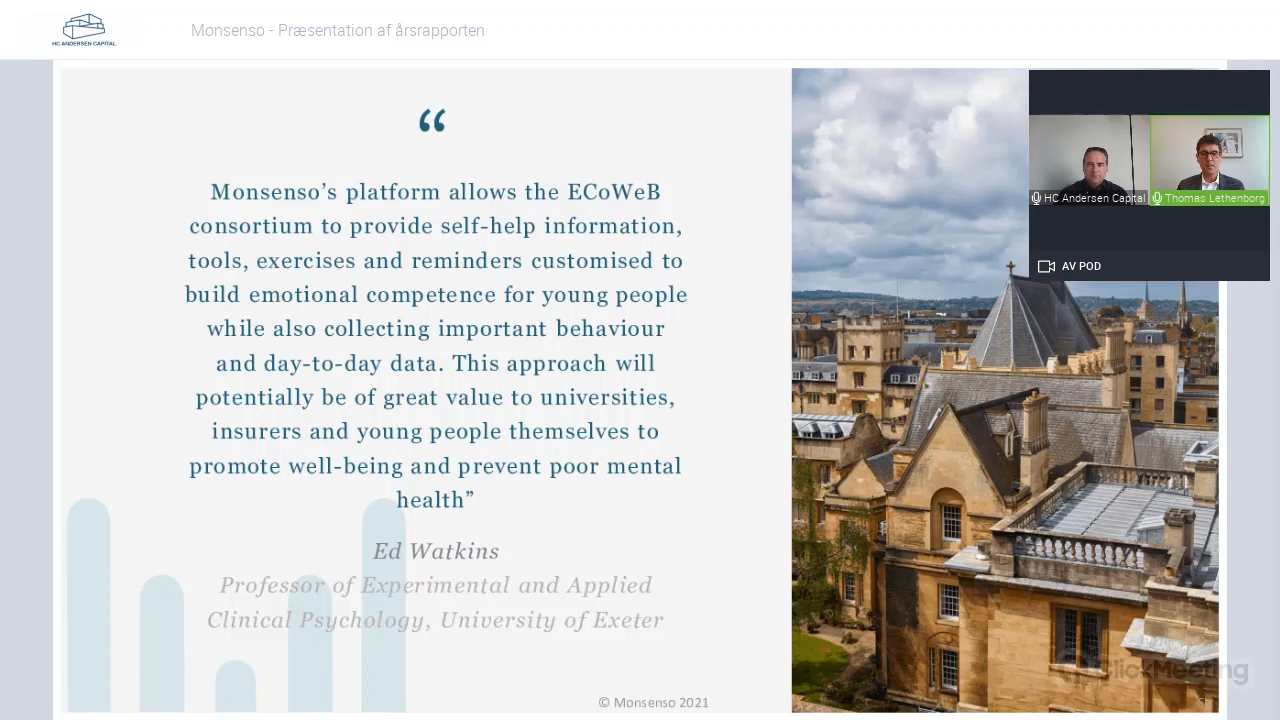 HC ANDERSEN CAPITAL
Monsenso - Præsentation af årsrapporten
“
Monsenso’s platform allows the ECoWeB
consortium to provide self-help information,
tools, exercises and reminders customised to
build emotional competence for young people
while also collecting important behaviour
and day-to-day data. This approach will
potentially be of great value to universities,
insurers and young people themselves to
promote well-being and prevent poor mental
health”
Ed Watkins
Professor of Experimental and Applied
Clinical Psychology, University of Exeter
© Monsenso 2021
HC Andersen Capital
Thomas Lethenborg
AV POD
ClickMeeting